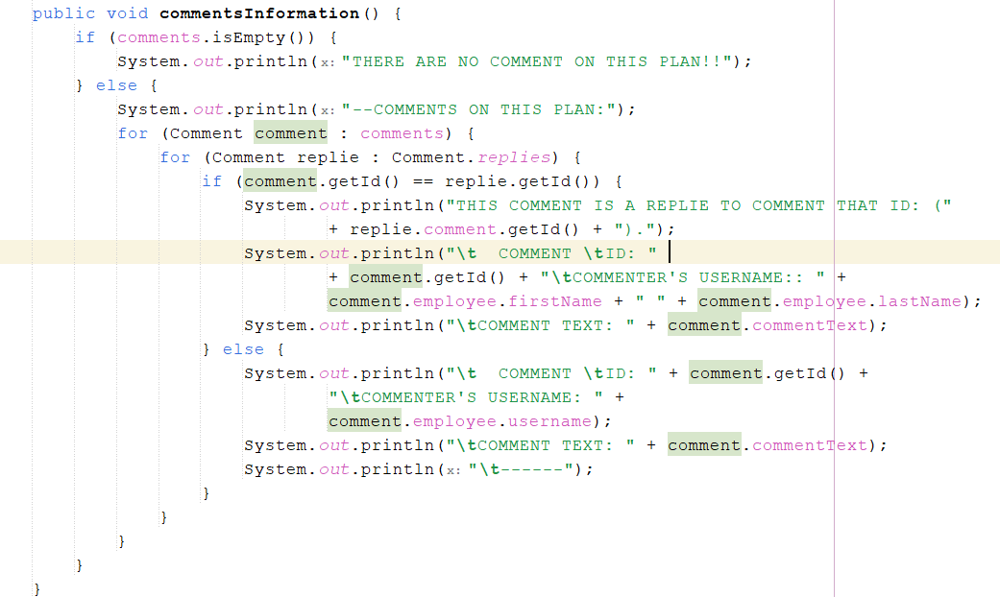 public void commentsInformation() {
if (comments.isEmpty()) {
System.out.println(x:"THERE ARE NO COMMENT ON THIS PLAN!!");
} else {
System.out.println(x:"--COMMENTS ON THIS PLAN:");
for (Comment comment : comments) {
for (Comment replie : Comment.replies) {
if (comment.getId() == replie.getId()) {
System.out.println("THIS COMMENT IS A REPLIE TO COMMENT THAT ID: ("
+ replie.comment.getId() + ").");
System.out.println("\t  COMMENT \tID: "
+ comment.getId() + "\tCOMMENTER'S USERNAME:: " +
comment.employee.firstName + " " + comment.employee.lastName);
System.out.println("\tCOMMENT TEXT: " + comment.commentText);
} else {
System.out.println("\t  COMMENT \tID: " + comment.getId() +
"\tCOMMENTER'S USERNAME: " +
comment.employee.username);
System.out.println("\tCOMMENT TEXT: " + comment.commentText);
System.out.println(x:"\t------");
}
}
}
}
}